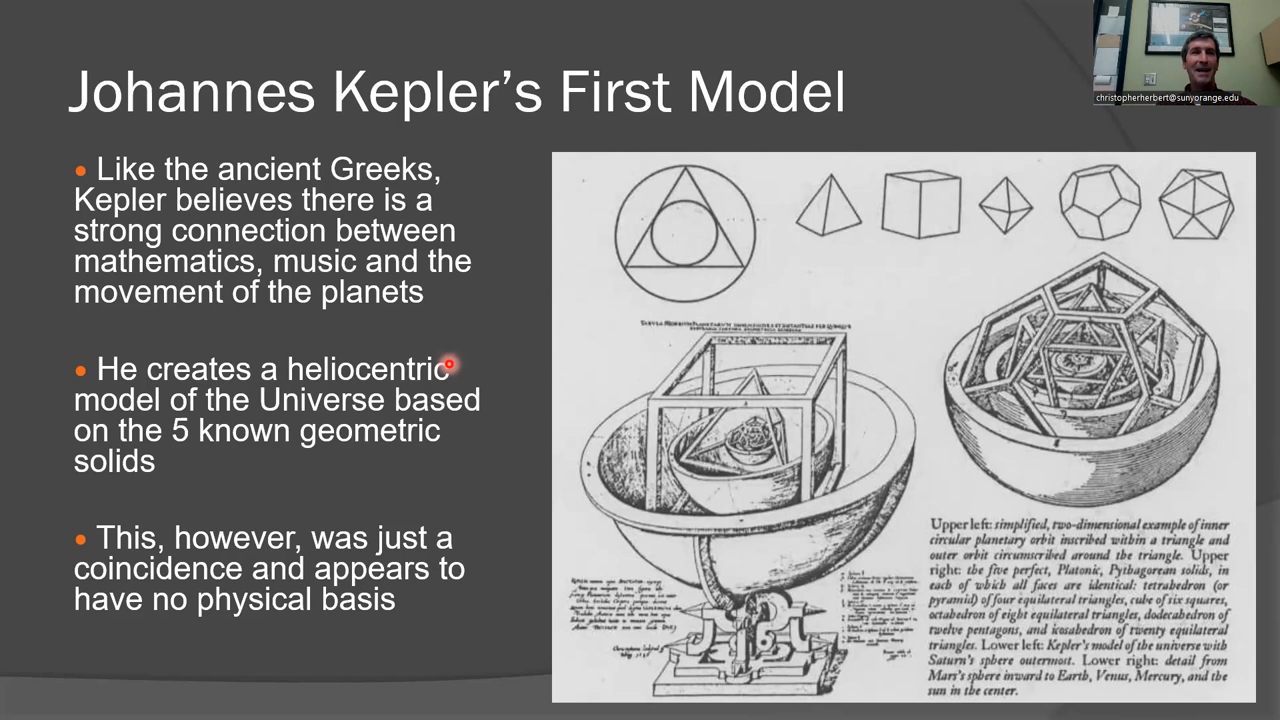 Johannes Kepler’s First Model
christopherherbert@sunyorange.edu
• Like the ancient Greeks,
Kepler believes there is a
strong connection between
mathematics, music and the
movement of the planets
• He creates a heliocentric
model of the Universe based
on the 5 known geometric
solids
• This, however, was just a
coincidence and appears to
have no physical basis
Upper left: simplified, two-dimensional example of inner
circular planetary orbit inscribed within a triangle and
outer orbit circumscribed around the triangle. Upper
right: the five perfect, Platonic, Pythagorean solids, in
each of which all faces are identical: tetrahedron (or
pyramid) of four equilateral triangles, cube of six squares,
octahedron of eight equilateral triangles, dodecahedron of
twelve pentagons, and icosahedron of twenty equilateral
triangles. Lower left: Kepler's model of the universe with
Saturn's sphere outermost. Lower right: detail from
Mars's sphere inward to Earth, Venus, Mercury, and the
sun in the center.